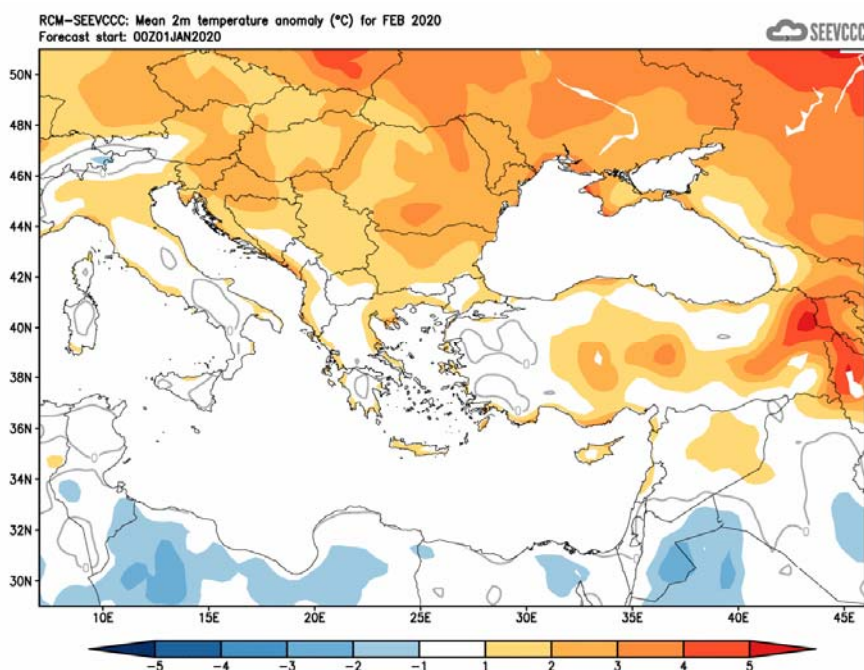 RCM-SEEVCCC: Mean 2m temperature anomaly (°C) for FEB 2020
Forecast start: 00Z01JAN2020
SEEVCCC
50N
48N
46N
44N
42N
40N
38N
36N
34N
32N
30N
10E 15E 20E 25E 30E 35E 40E 45E
-5 -4 -3 -2 -1 1 2 3 4 5